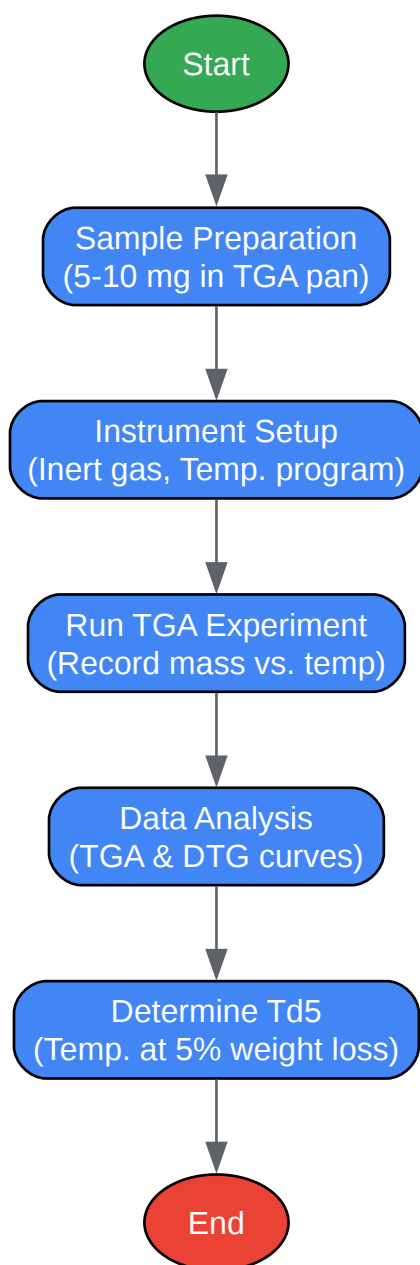 Start
Sample Preparation
(5-10 mg in TGA pan)
Instrument Setup
(Inert gas, Temp. program)
Run TGA Experiment
(Record mass vs. temp)
Data Analysis
(TGA & DTG curves)
Determine Td5
(Temp. at 5% weight loss)
End